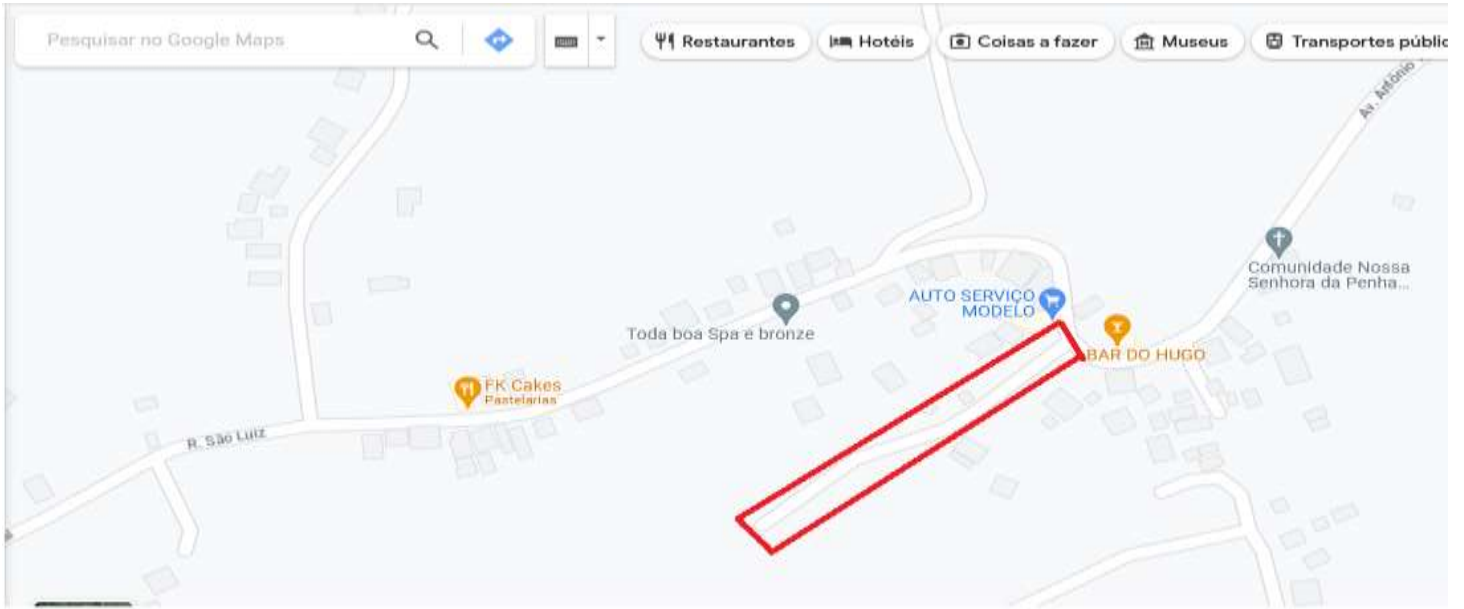 Pesquisar no Google Maps
Restaurantes
Hotéis
Coisas a fazer
Museus
Transportes públic
Av. Antônio
Comunidade Nossa
Senhora da Penha...
AUTO SERVIÇO
MODELO
Toda boa Spa e bronze
BAR DO HUGO
FK Cakes
Pastelarias
R. São Luiz